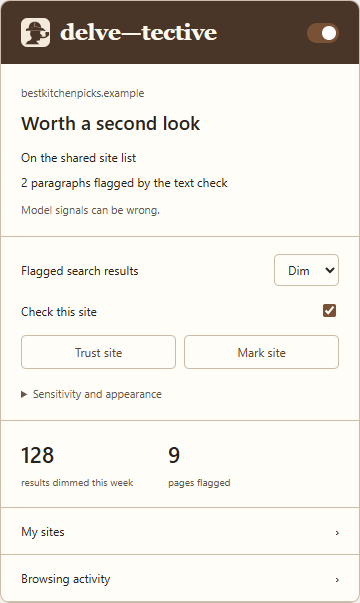 delve—tective
bestkitchenpicks.example
Worth a second look
On the shared site list
2 paragraphs flagged by the text check
Model signals can be wrong.
Flagged search results Dim
Check this site
Trust site Mark site
Sensitivity and appearance
128 9
results dimmed this week pages flagged
My sites
Browsing activity